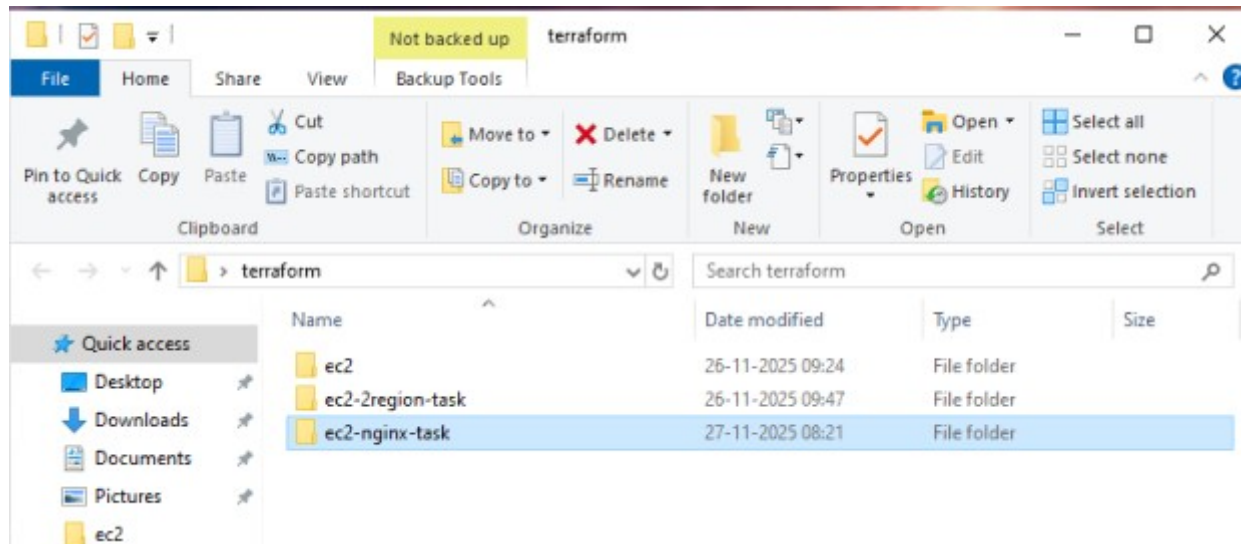 Not backed up terraform
File Home Share View Backup Tools
Pin to Quick access
Copy
Paste
Cut
Copy path
Paste shortcut
Clipboard
Move to
Copy to
Delete
Rename
Organize
New folder
New
Properties
Open
Edit
History
Open
Select all
Select none
Invert selection
Select
> terraform
Search terraform
Name Date modified Type Size
Quick access
Desktop
Downloads
Documents
Pictures
ec2
ec2 26-11-2025 09:24 File folder
ec2-2region-task 26-11-2025 09:47 File folder
ec2-nginx-task 27-11-2025 08:21 File folder